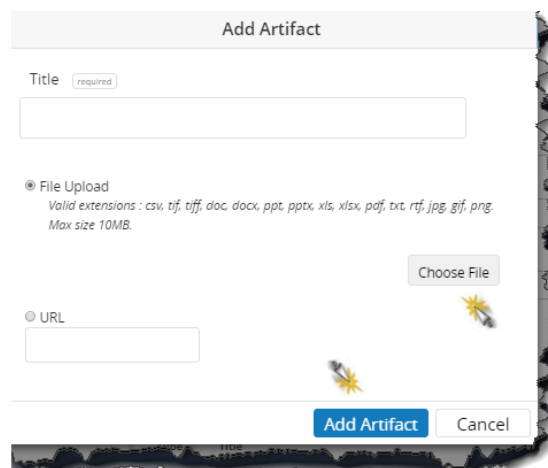 Add Artifact
Title required
File Upload
Valid extensions : csv, tif, tiff, doc, docx, ppt, pptx, xls, xlsx, pdf, txt, rtf, jpg, gif, png.
Max size 10MB.
Choose File
URL
Add Artifact Cancel
Title